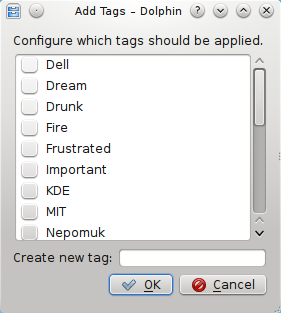 Add Tags – Dolphin
Configure which tags should be applied.
Dell
Dream
Drunk
Fire
Frustrated
Important
KDE
MIT
Nepomuk
Create new tag:
OK
Cancel